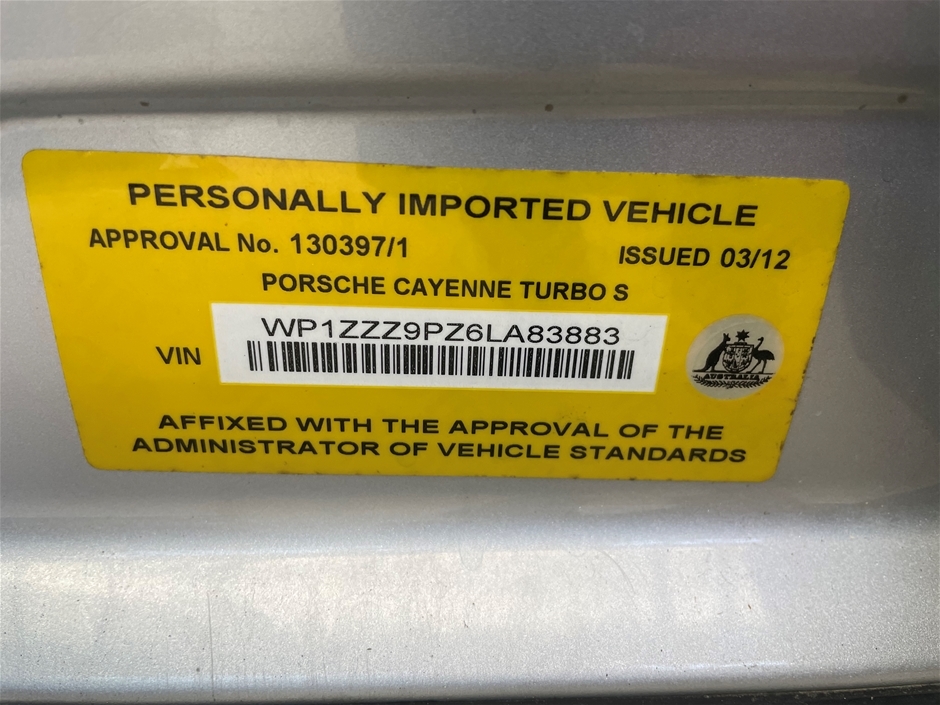 PERSONALLY IMPORTED VEHICLE
APPROVAL No. 130397/1 ISSUED 03/12
PORSCHE CAYENNE TURBO S
VIN WP1ZZZ9PZ6LA83883
AUSTRALIA
AFFIXED WITH THE APPROVAL OF THE
ADMINISTRATOR OF VEHICLE STANDARDS